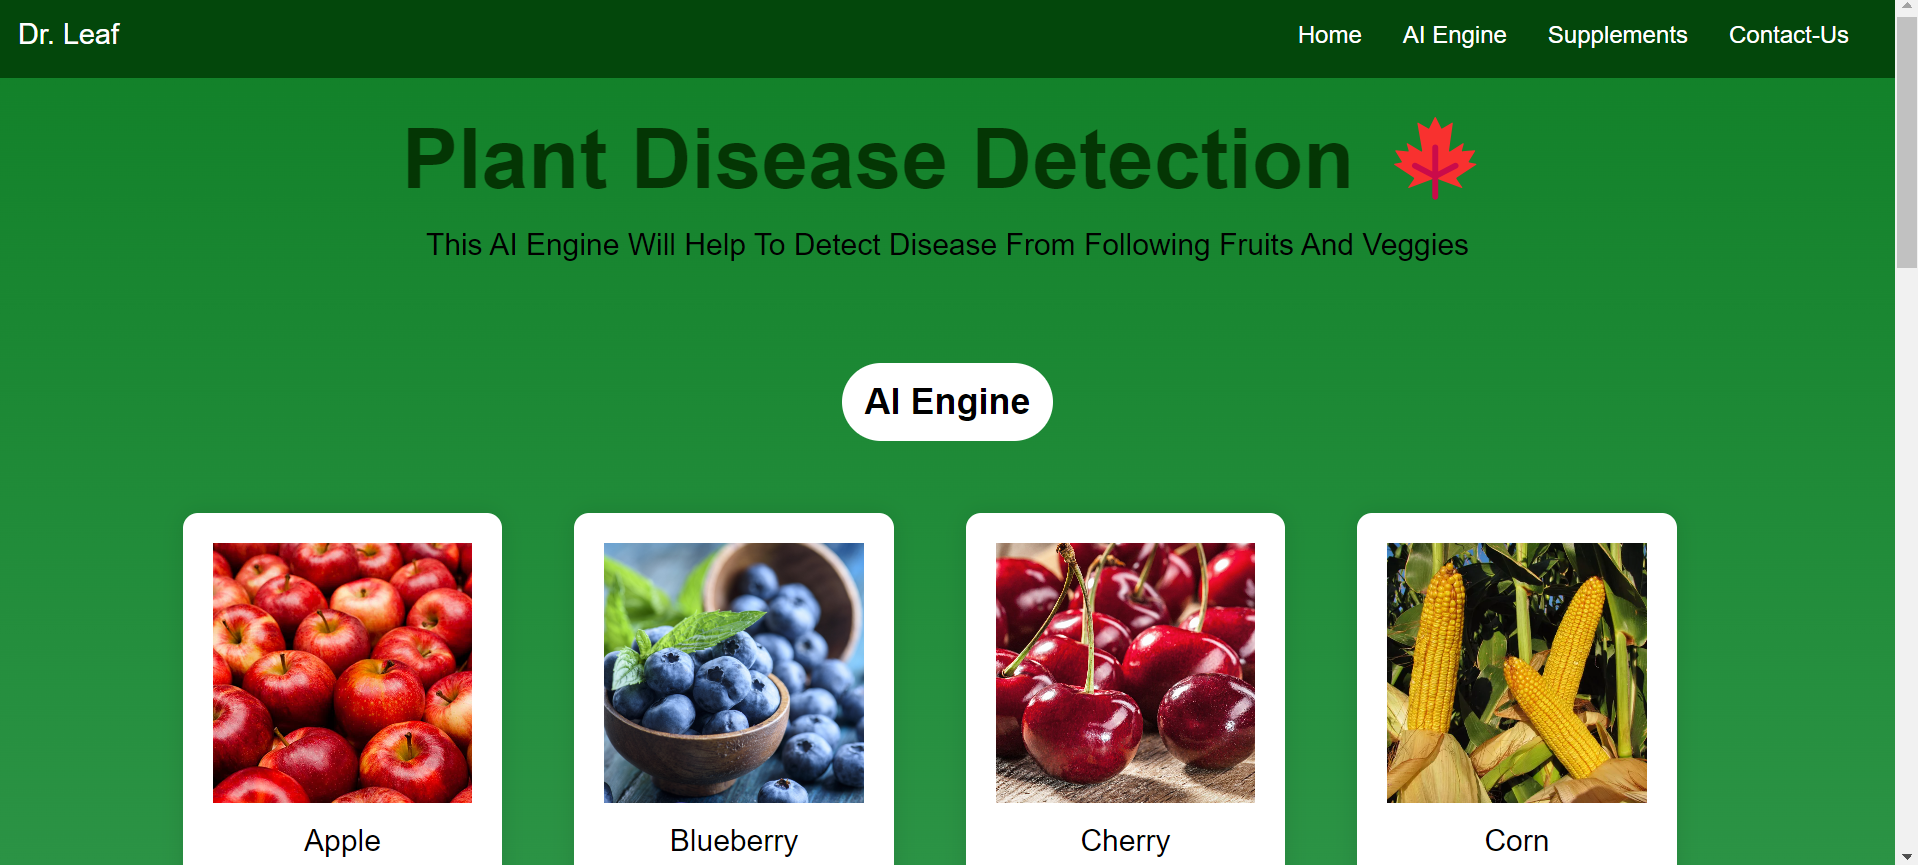 Dr. Leaf
Home AI Engine Supplements Contact-Us
Plant Disease Detection
This AI Engine Will Help To Detect Disease From Following Fruits And Veggies
AI Engine
Apple Blueberry Cherry Corn